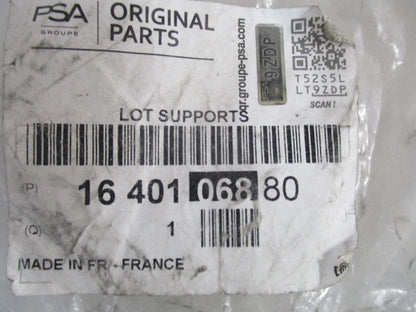 PSA
GROUPE
ORIGINAL
PARTS
qr.groupe-psa.com
9ZDP
T52S5L
LT9ZDP
SCAN !
LOT SUPPORTS
(P) 16 401 068 80
(Q) 1
MADE IN FR - FRANCE